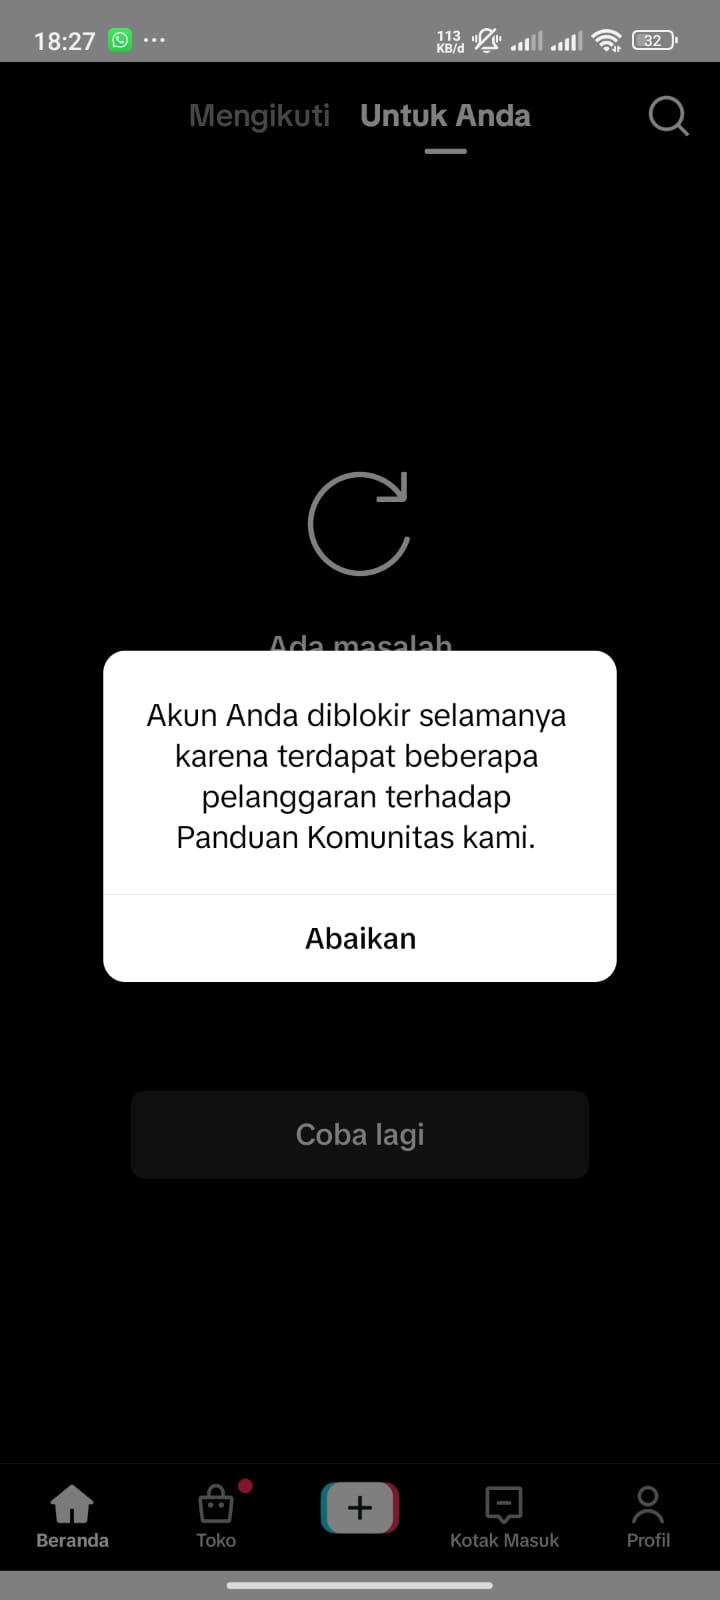 18:27
113
KB/d
32
Mengikuti
Untuk Anda
Ada masalah
Akun Anda diblokir selamanya
karena terdapat beberapa
pelanggaran terhadap
Panduan Komunitas kami.
Abaikan
Coba lagi
Beranda
Toko
Kotak Masuk
Profil